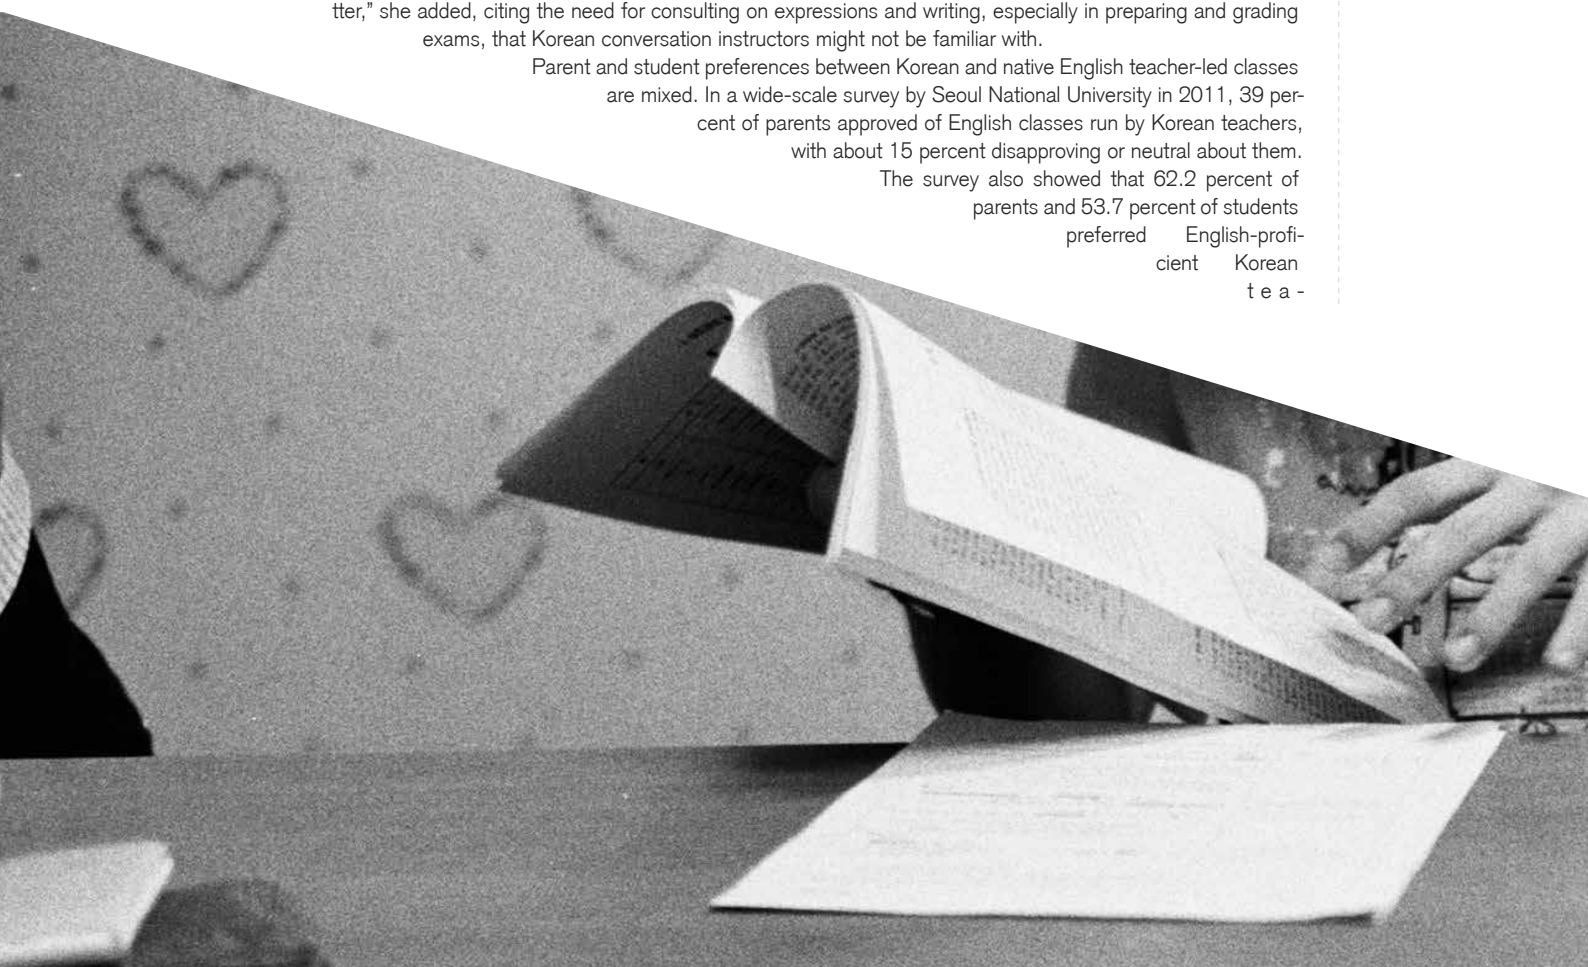 tter,” she added, citing the need for consulting on expressions and writing, especially in preparing and grading
exams, that Korean conversation instructors might not be familiar with.
Parent and student preferences between Korean and native English teacher-led classes
are mixed. In a wide-scale survey by Seoul National University in 2011, 39 per-
cent of parents approved of English classes run by Korean teachers,
with about 15 percent disapproving or neutral about them.
The survey also showed that 62.2 percent of
parents and 53.7 percent of students
preferred English-profi-
cient Korean
tea-